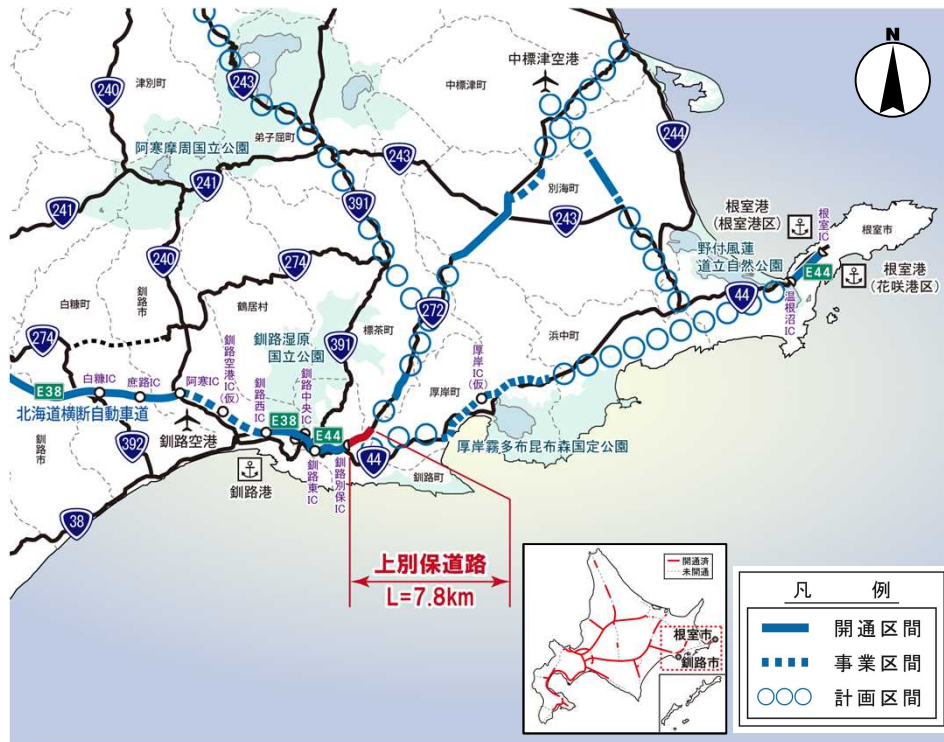 N
中標津空港
中標津町
津別町
243
240
弟子屈町
阿寒摩周国立公園
243
244
241
241
391
別海町
243
240
274
根室港
(根室港区)
根室IC
根室市
野付風蓮
道立自然公園
E44
根室港
(花咲港区)
44
温根沼IC
白糠町
釧路市
鶴居村
272
標茶町
浜中町
274
釧路湿原
国立公園
391
厚岸IC(仮)
厚岸町
E38
白糠IC
庶路IC
阿寒IC
釧路空港IC(仮)
釧路西IC
釧路中央IC
E38
E44
北海道横断自動車道
釧路空港
392
釧路市
44
厚岸霧多布昆布森国定公園
釧路港
釧路東IC
釧路別保IC
釧路町
38
上別保道路
L=7.8km
開通済
未開通
根室市
釧路市
凡 例
開通区間
事業区間
計画区間